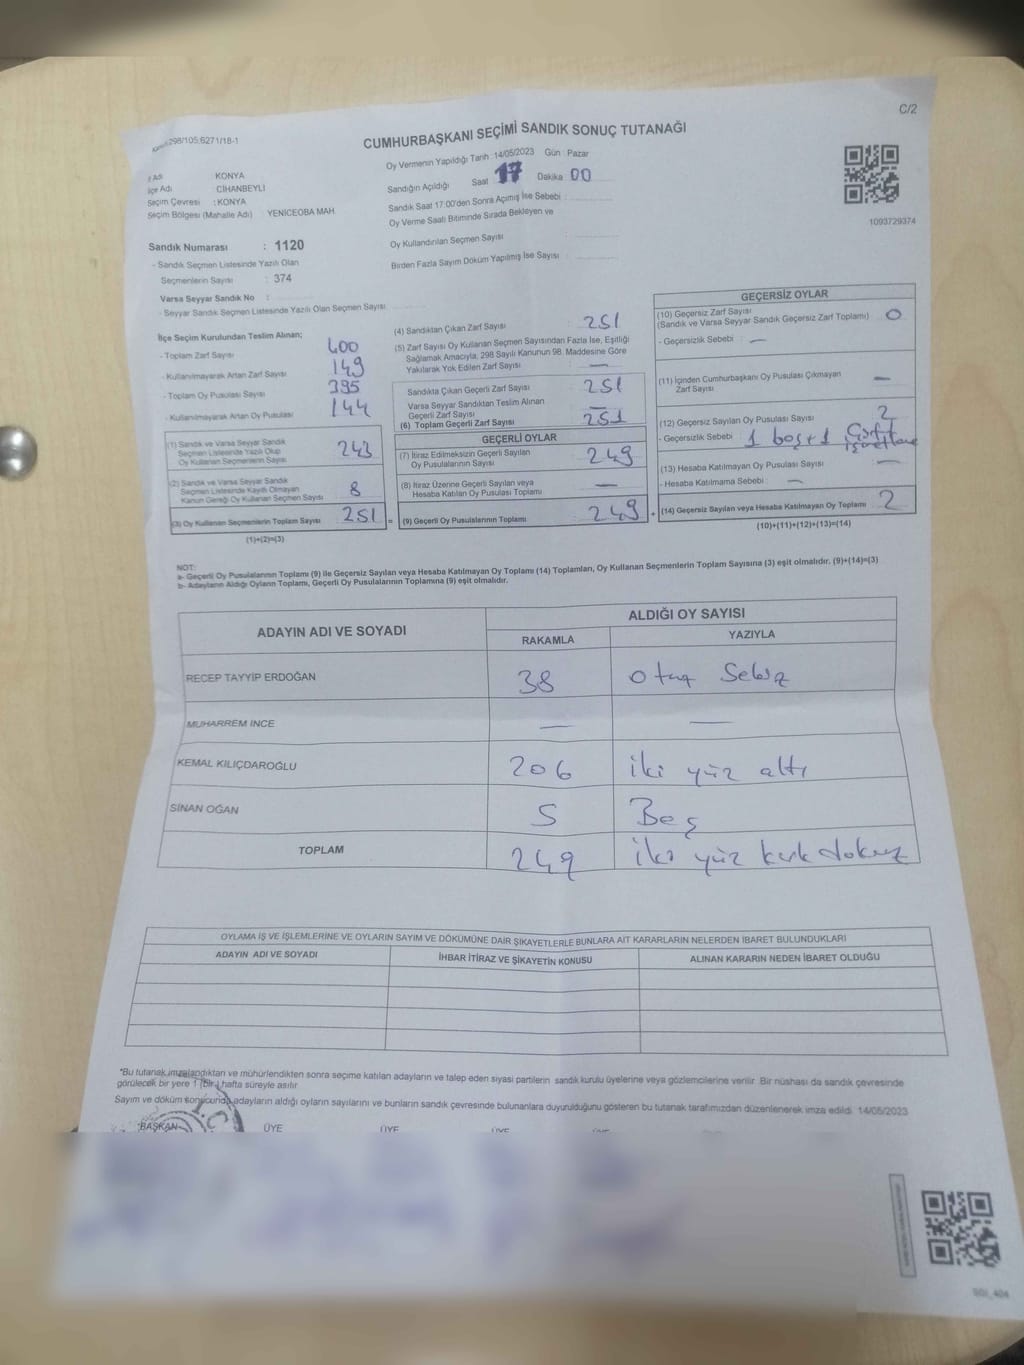 C/2
298/105.6271/18-1
CUMHURBAŞKANI SEÇİMİ SANDIK SONUÇ TUTANAĞI
Oy Vermenin Yapıldığı Tarih :14/05/2023 Gün : Pazar
İl Adı KONYA
İlçe Adı CİHANBEYLİ
Seçim Çevresi : KONYA
Seçim Bölgesi (Mahalle Adı) YENİCEOBA MAH.
Sandığın Açıldığı Saat 17 Dakika 00
Sandık Saat 17:00'den Sonra Açılmış İse Sebebi :
Oy Verme Saati Bitiminde Sırada Bekleyen ve
Oy Kullandırılan Seçmen Sayısı :
Birden Fazla Sayım Döküm Yapılmış İse Sayısı :
1093729374
Sandık Numarası : 1120
- Sandık Seçmen Listesinde Yazılı Olan
Seçmenlerin Sayısı : 374
Varsa Seyyar Sandık No :
- Seyyar Sandık Seçmen Listesinde Yazılı Olan Seçmen Sayısı
İlçe Seçim Kurulundan Teslim Alınan;
- Toplam Zarf Sayısı 400
- Kullanılmayarak Artan Zarf Sayısı 149
- Toplam Oy Pusulası Sayısı 395
- Kullanılmayarak Artan Oy Pusulası 144
(1) Sandık ve Varsa Seyyar Sandık
Seçmen Listesinde Yazılı Olup
Oy Kullanan Seçmenlerin Sayısı 243
(2) Sandık ve Varsa Seyyar Sandık
Seçmen Listesinde Kayıtlı Olmayan
Kanun Gereği Oy Kullanan Seçmen Sayısı 8
(3) Oy Kullanan Seçmenlerin Toplam Sayısı 251 =
(1)+(2)=(3)
(4) Sandıktan Çıkan Zarf Sayısı 251
(5) Zarf Sayısı Oy Kullanan Seçmen Sayısından Fazla İse, Eşitliği
Sağlamak Amacıyla, 298 Sayılı Kanunun 98. Maddesine Göre
Yakılarak Yok Edilen Zarf Sayısı —
Sandıkta Çıkan Geçerli Zarf Sayısı 251
Varsa Seyyar Sandıktan Teslim Alınan
Geçerli Zarf Sayısı —
(6) Toplam Geçerli Zarf Sayısı 251
GEÇERLİ OYLAR
(7) İtiraz Edilmeksizin Geçerli Sayılan
Oy Pusulalarının Sayısı 249
(8) İtiraz Üzerine Geçerli Sayılan veya
Hesaba Katılan Oy Pusulası Toplamı —
(9) Geçerli Oy Pusulalarının Toplamı 249 +
GEÇERSİZ OYLAR
(10) Geçersiz Zarf Sayısı
(Sandık ve Varsa Seyyar Sandık Geçersiz Zarf Toplamı) 0
- Geçersizlik Sebebi : —
(11) İçinden Cumhurbaşkanı Oy Pusulası Çıkmayan
Zarf Sayısı —
(12) Geçersiz Sayılan Oy Pusulası Sayısı 2
- Geçersizlik Sebebi 1 boş + 1
(13) Hesaba Katılmayan Oy Pusulası Sayısı —
- Hesaba Katılmama Sebebi : —
(14) Geçersiz Sayılan veya Hesaba Katılmayan Oy Toplamı 2
(10)+(11)+(12)+(13)=(14)
NOT:
a- Geçerli Oy Pusulalarının Toplamı (9) ile Geçersiz Sayılan veya Hesaba Katılmayan Oy Toplamı (14) Toplamları, Oy Kullanan Seçmenlerin Toplam Sayısına (3) eşit olmalıdır. (9)+(14)=(3)
b- Adayların Aldığı Oyların Toplamı, Geçerli Oy Pusulalarının Toplamına (9) eşit olmalıdır.
ADAYIN ADI VE SOYADI ALDIĞI OY SAYISI
RAKAMLA YAZIYLA
RECEP TAYYİP ERDOĞAN 38 otuz Sekiz
MUHARREM İNCE — —
KEMAL KILIÇDAROĞLU 206 iki yüz altı
SİNAN OĞAN 5 Beş
TOPLAM 249 iki yüz kırk dokuz
OYLAMA İŞ VE İŞLEMLERİNE VE OYLARIN SAYIM VE DÖKÜMÜNE DAİR ŞİKAYETLERLE BUNLARA AİT KARARLARIN NELERDEN İBARET BULUNDUKLARI
ADAYIN ADI VE SOYADI İHBAR İTİRAZ VE ŞİKAYETİN KONUSU ALINAN KARARIN NEDEN İBARET OLDUĞU
*Bu tutanak imzalandıktan ve mühürlendikten sonra seçime katılan adayların ve talep eden siyasi partilerin sandık kurulu üyelerine veya gözlemcilerine verilir. Bir nüshası da sandık çevresinde
görülecek bir yere 1 (bir) hafta süreyle asılır
Sayım ve döküm sonucunda adayların aldığı oyların sayılarını ve bunların sandık çevresinde bulunanlara duyurulduğunu gösteren bu tutanak tarafımızdan düzenlenerek imza edildi. 14/05/2023
BAŞKAN ÜYE ÜYE ÜYE